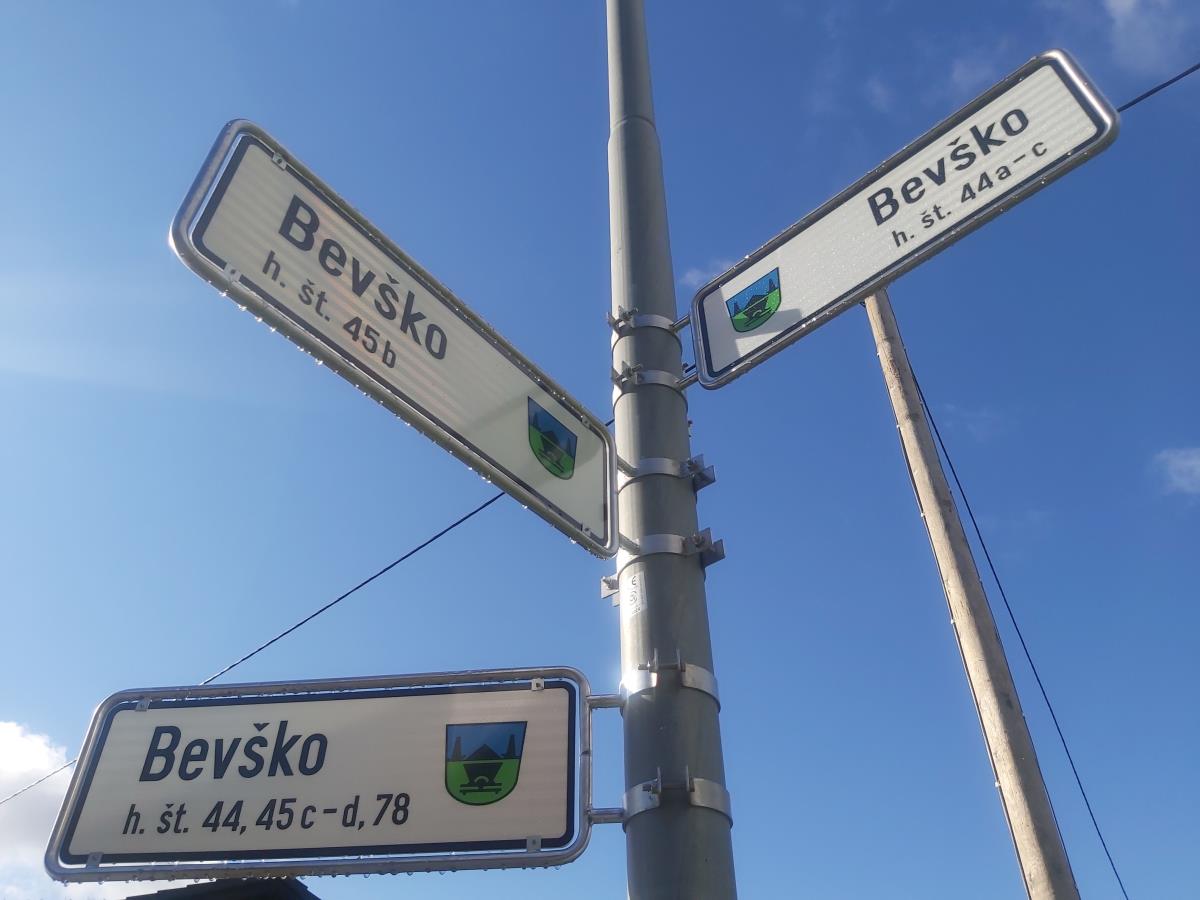 Bevško
h. št. 45b
Bevško
h. št. 44a-c
Bevško
h. št. 44, 45c-d, 78